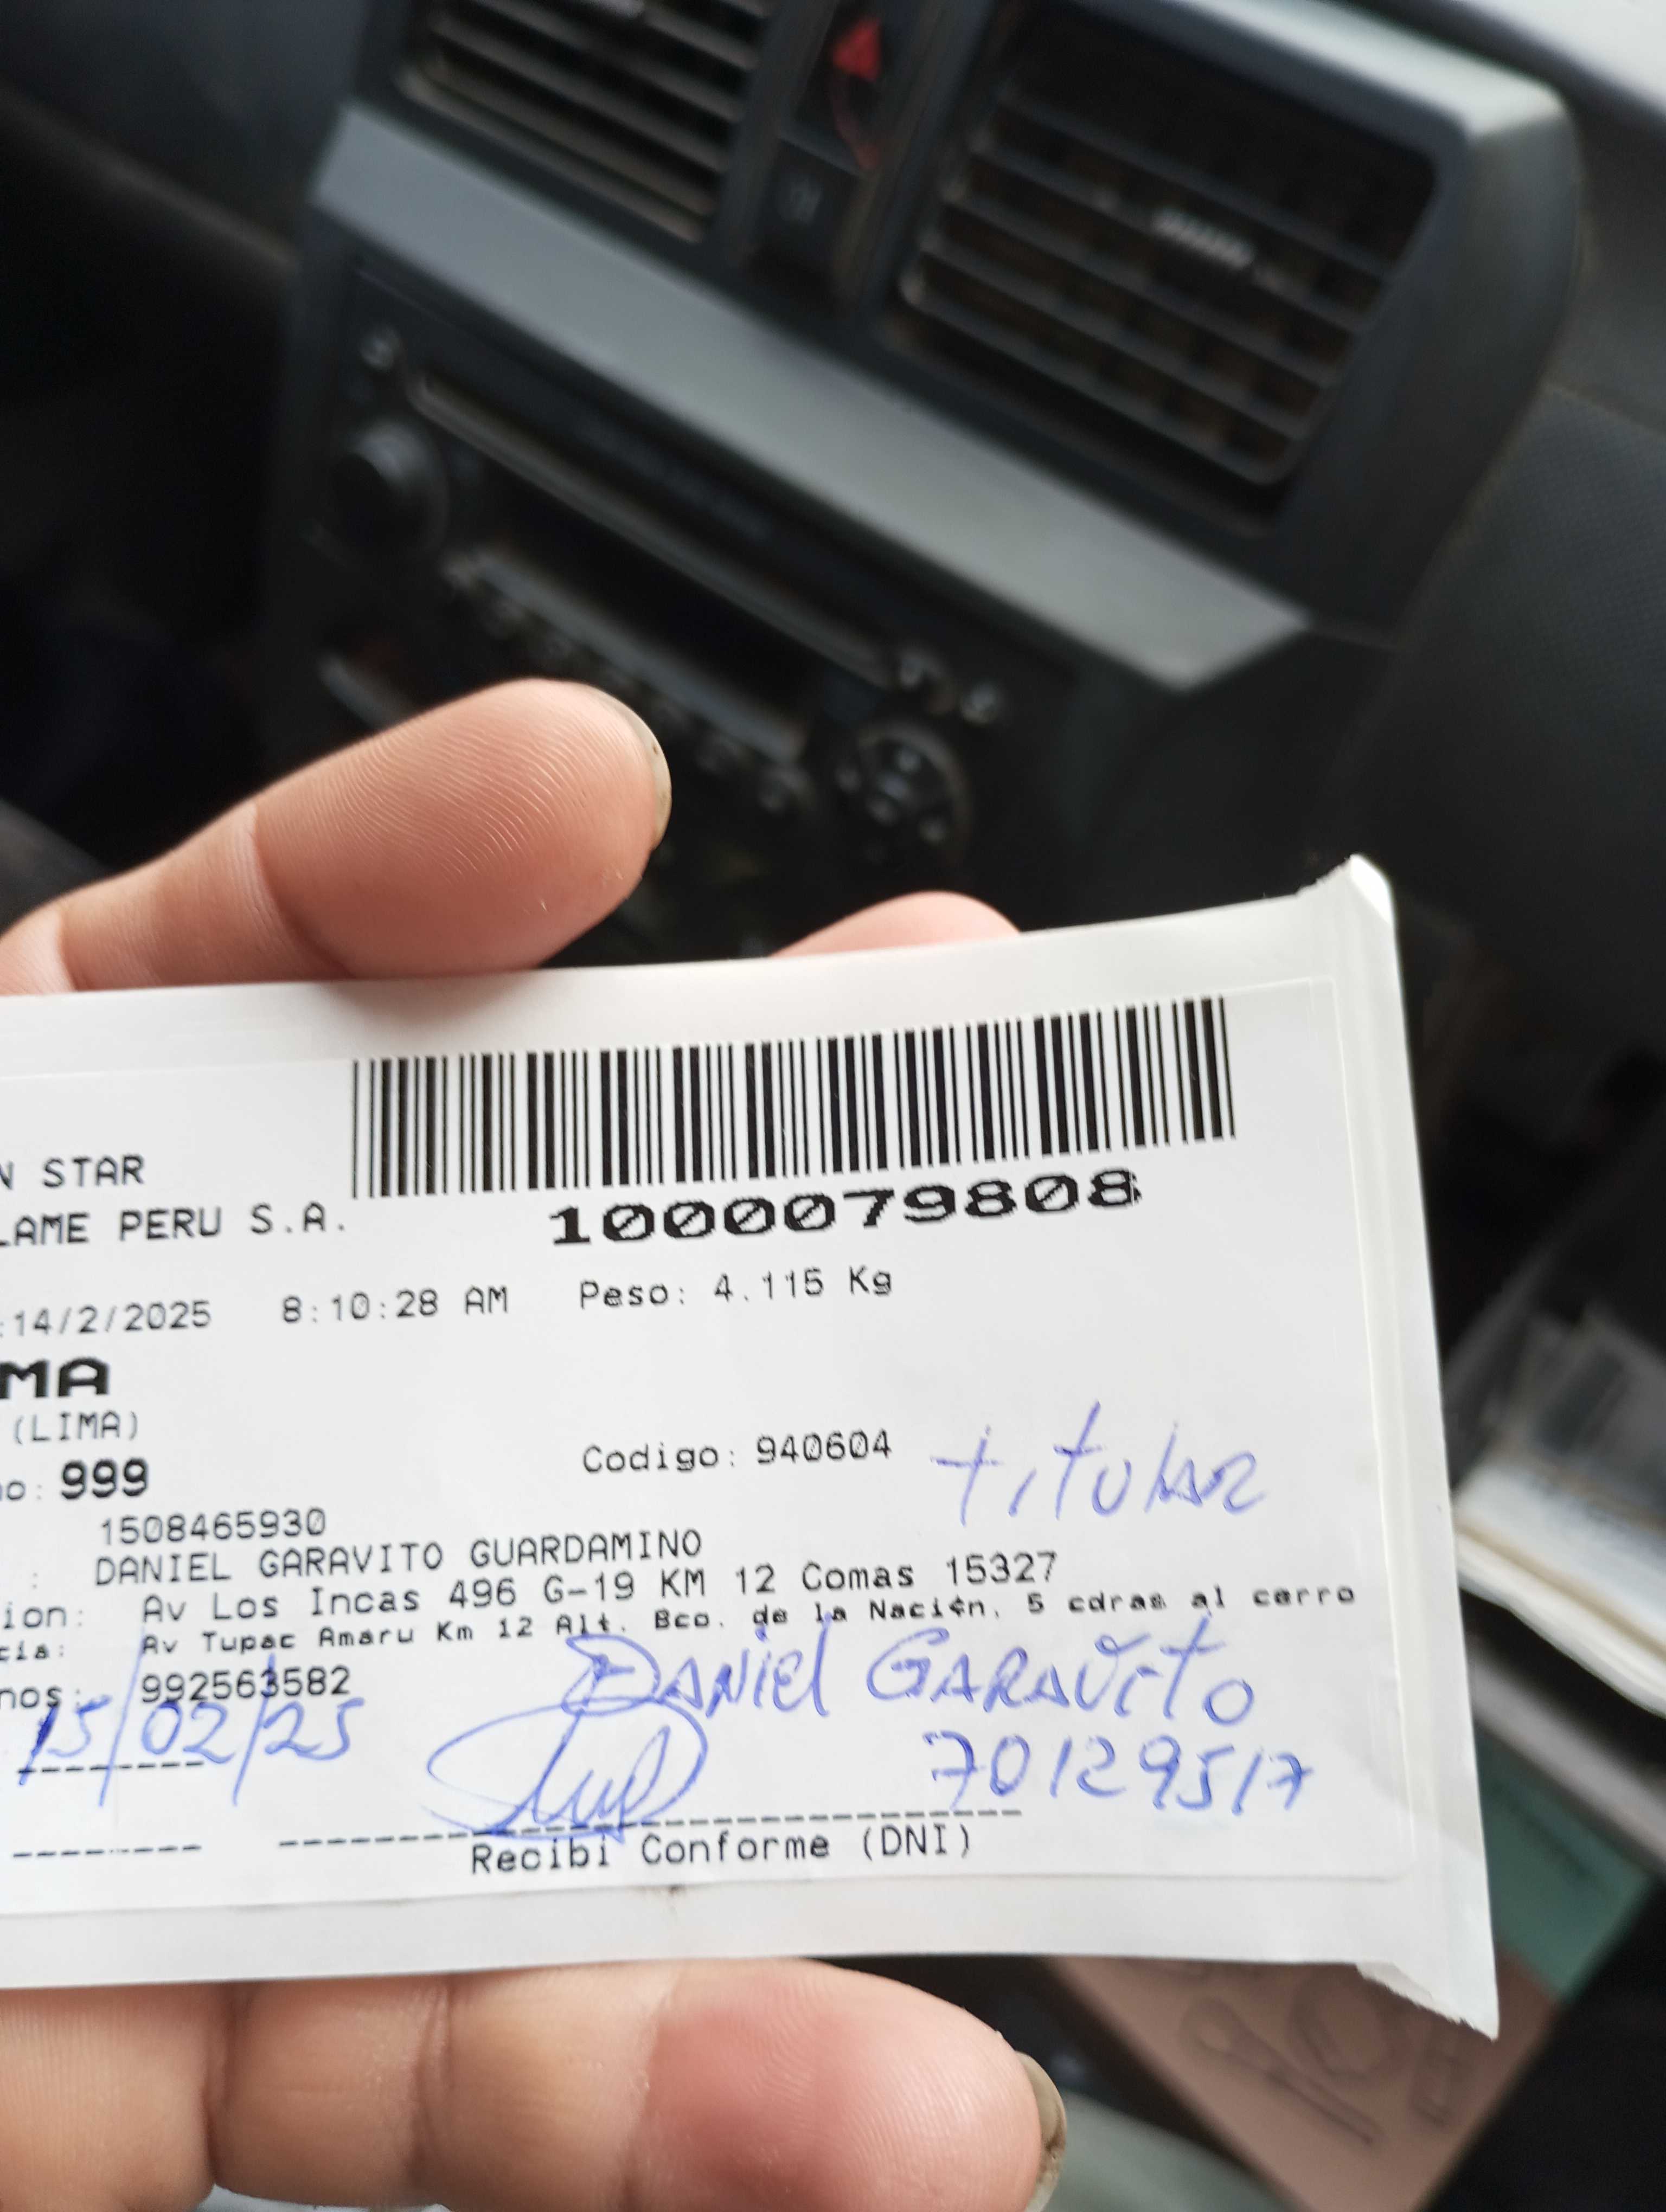 N STAR
LAME PERU S.A.
1000079808
:14/2/2025 8:10:28 AM Peso: 4.115 Kg
MA
(LIMA)
Codigo: 940604 titular
o: 999
1508465930
: DANIEL GARAVITO GUARDAMINO
ion: Av Los Incas 496 G-19 KM 12 Comas 15327
cia: Av Tupac Amaru Km 12 Alt. Bco. de la Naci¢n, 5 cdras al cerro
nos: 992563582
DANiel GARAViTo
15/02/25
70129517
Recibi Conforme (DNI)